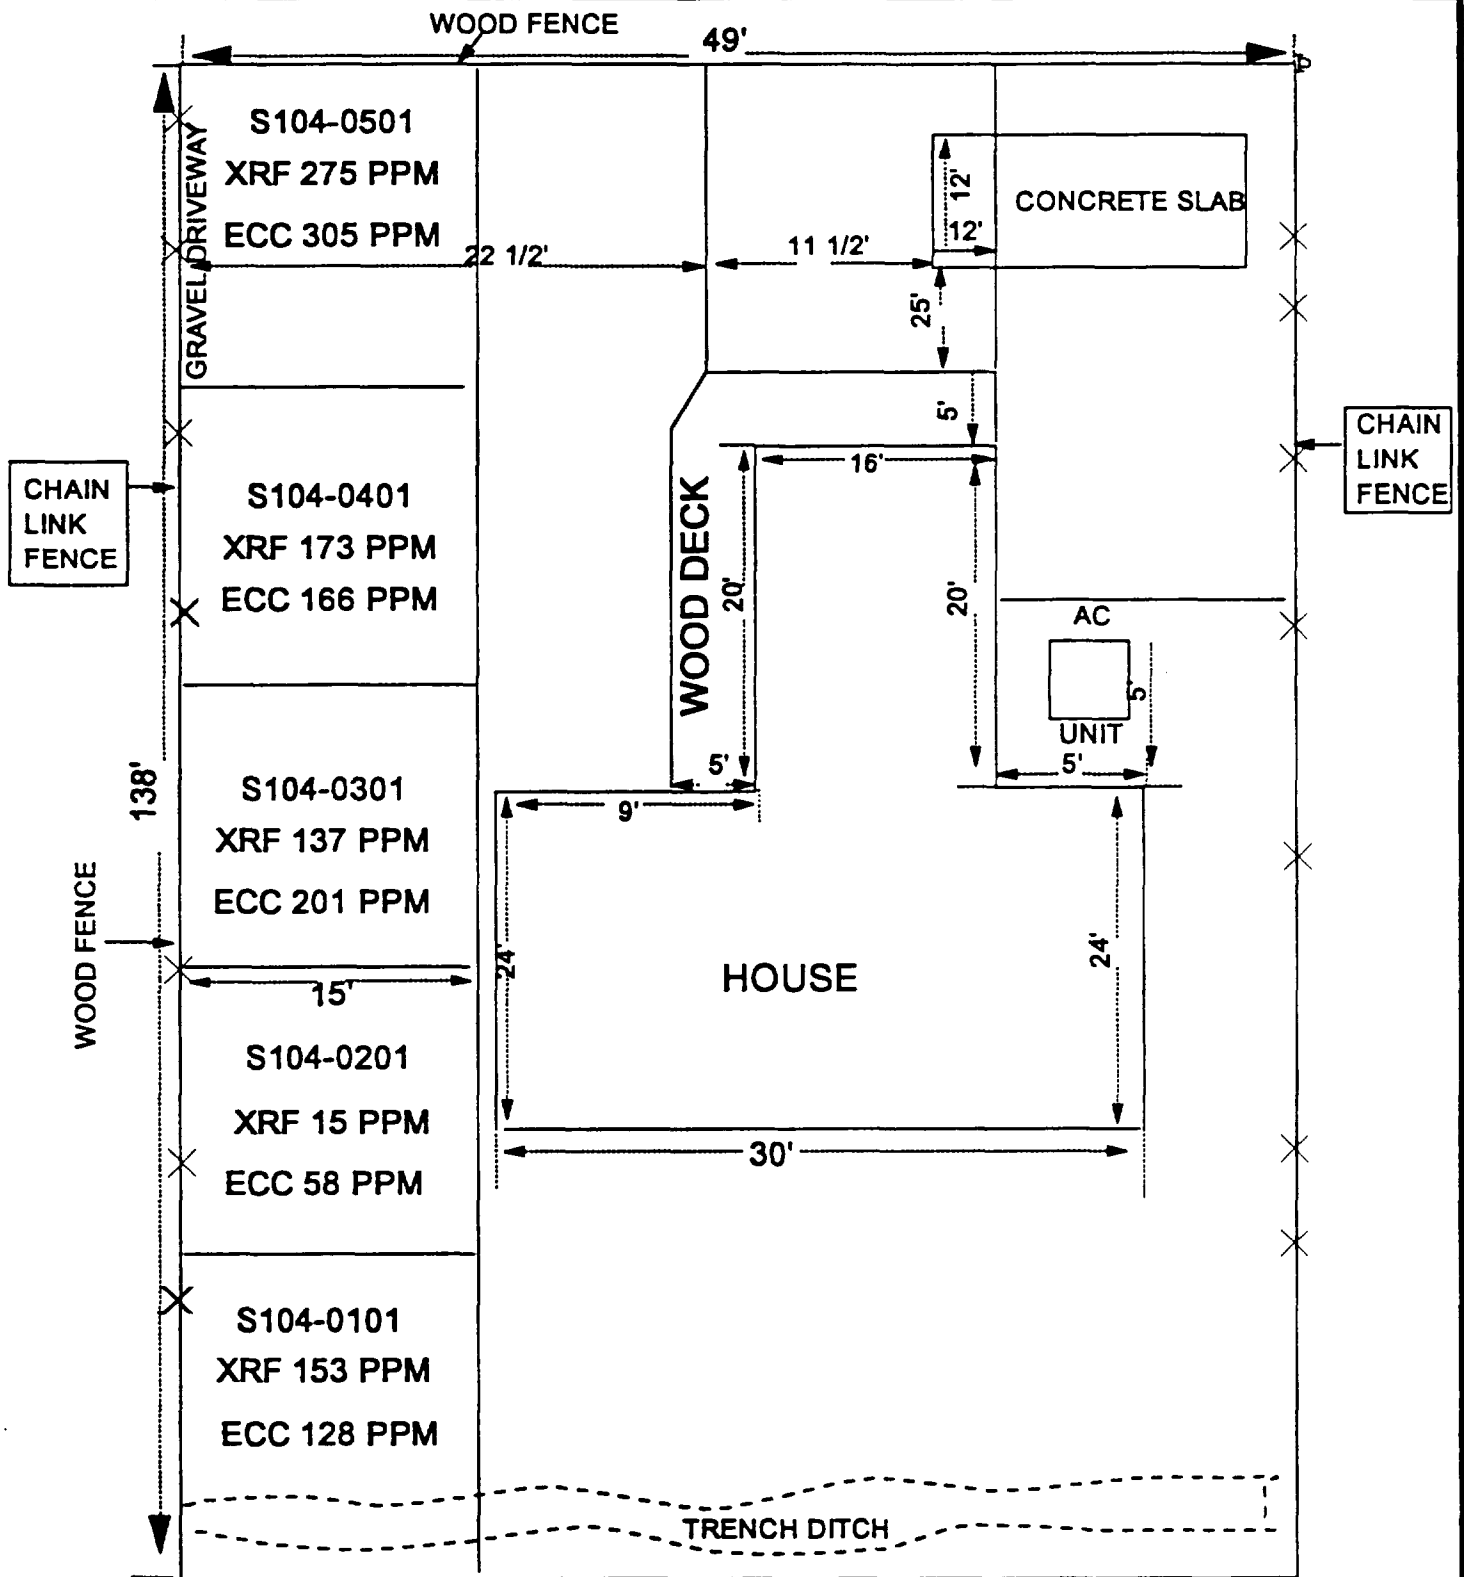 WOOD FENCE
49'
S104-0501
XRF 275 PPM
ECC 305 PPM
GRAVEL DRIVEWAY
22 1/2'
11 1/2'
12'
12'
CONCRETE SLAB
25'
5'
16'
CHAIN
LINK
FENCE
CHAIN
LINK
FENCE
S104-0401
XRF 173 PPM
ECC 166 PPM
WOOD DECK
20'
20'
AC
UNIT
5'
5'
5'
9'
138'
S104-0301
XRF 137 PPM
ECC 201 PPM
WOOD FENCE
15'
24'
HOUSE
24'
S104-0201
XRF 15 PPM
ECC 58 PPM
30'
S104-0101
XRF 153 PPM
ECC 128 PPM
TRENCH DITCH